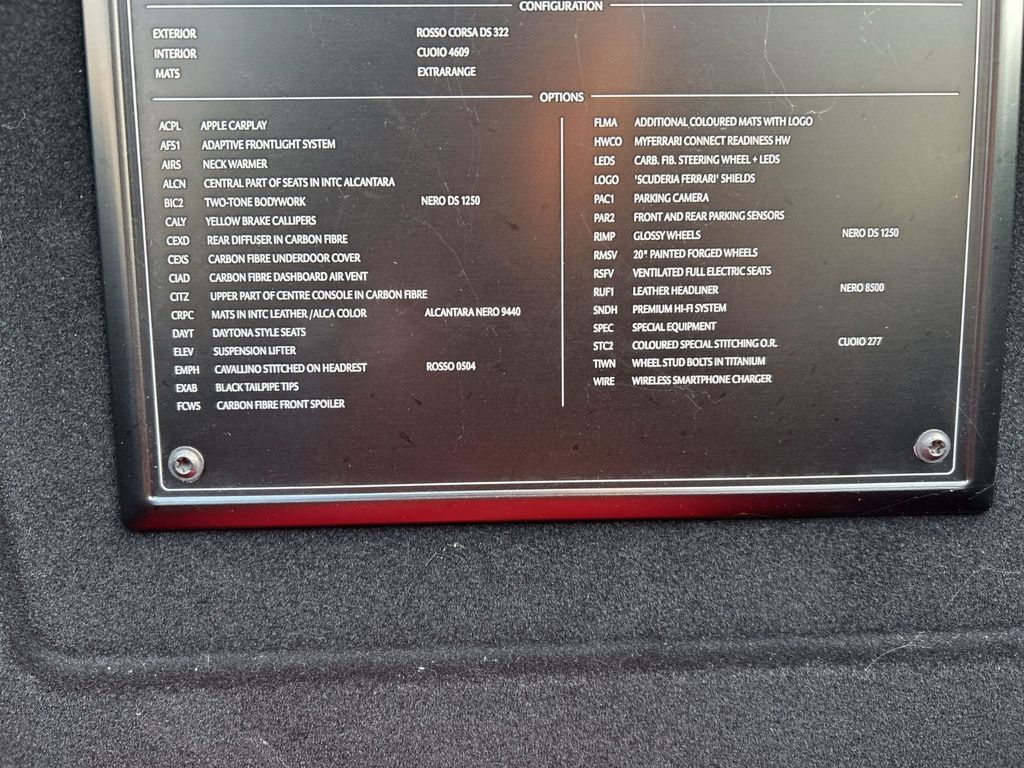 CONFIGURATION
EXTERIOR ROSSO CORSA DS 322
INTERIOR CUOIO 4609
MATS EXTRARANGE
OPTIONS
ACPL APPLE CARPLAY
AFS1 ADAPTIVE FRONTLIGHT SYSTEM
AIRS NECK WARMER
ALCN CENTRAL PART OF SEATS IN INTC ALCANTARA
BIC2 TWO-TONE BODYWORK NERO DS 1250
CALY YELLOW BRAKE CALLIPERS
CEXD REAR DIFFUSER IN CARBON FIBRE
CEXS CARBON FIBRE UNDERDOOR COVER
CIAD CARBON FIBRE DASHBOARD AIR VENT
CITZ UPPER PART OF CENTRE CONSOLE IN CARBON FIBRE
CRPC MATS IN INTC LEATHER /ALCA COLOR ALCANTARA NERO 9440
DAYT DAYTONA STYLE SEATS
ELEV SUSPENSION LIFTER
EMPH CAVALLINO STITCHED ON HEADREST ROSSO 0504
EXAB BLACK TAILPIPE TIPS
FCWS CARBON FIBRE FRONT SPOILER
FLMA ADDITIONAL COLOURED MATS WITH LOGO
HWCO MYFERRARI CONNECT READINESS HW
LEDS CARB. FIB. STEERING WHEEL + LEDS
LOGO 'SCUDERIA FERRARI' SHIELDS
PAC1 PARKING CAMERA
PAR2 FRONT AND REAR PARKING SENSORS
RIMP GLOSSY WHEELS NERO DS 1250
RMSV 20" PAINTED FORGED WHEELS
RSFV VENTILATED FULL ELECTRIC SEATS
RUF1 LEATHER HEADLINER NERO 8500
SNDH PREMIUM HI-FI SYSTEM
SPEC SPECIAL EQUIPMENT
STC2 COLOURED SPECIAL STITCHING O.R. CUOIO 277
TIWN WHEEL STUD BOLTS IN TITANIUM
WIRE WIRELESS SMARTPHONE CHARGER